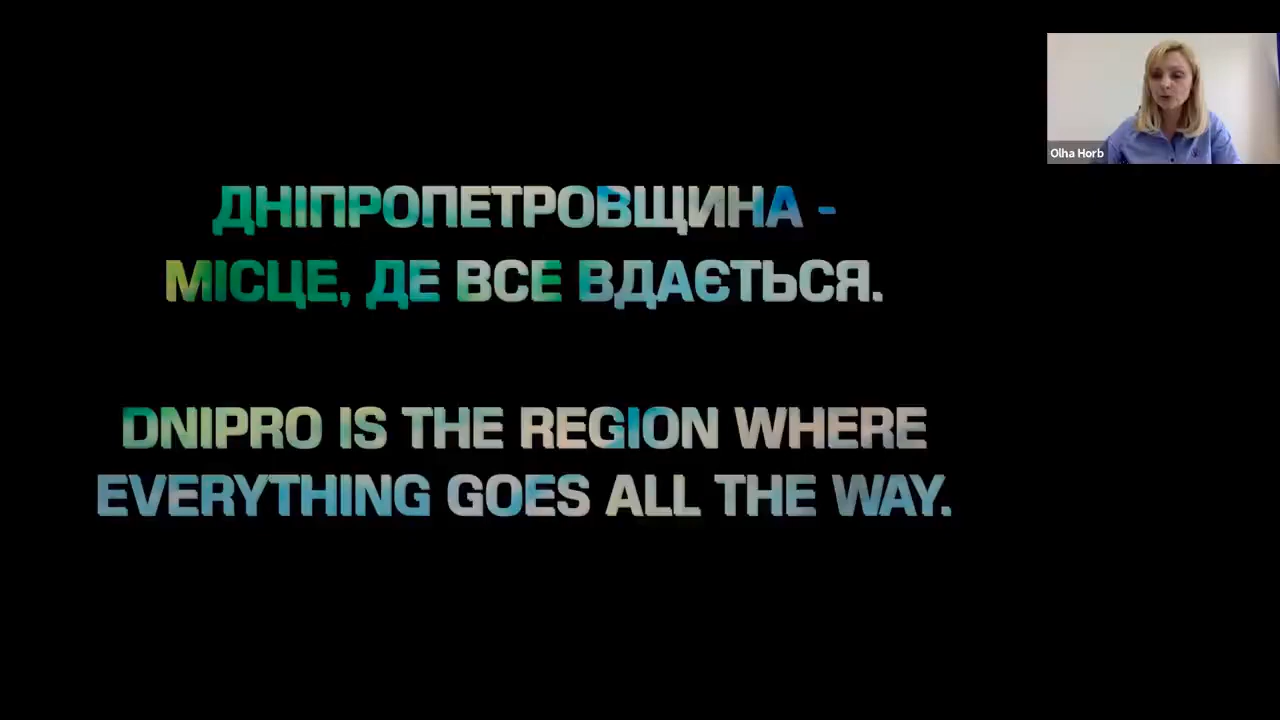 Olha Horb
ДНІПРОПЕТРОВЩИНА -
МІСЦЕ, ДЕ ВСЕ ВДАЄТЬСЯ.
DNIPRO IS THE REGION WHERE
EVERYTHING GOES ALL THE WAY.